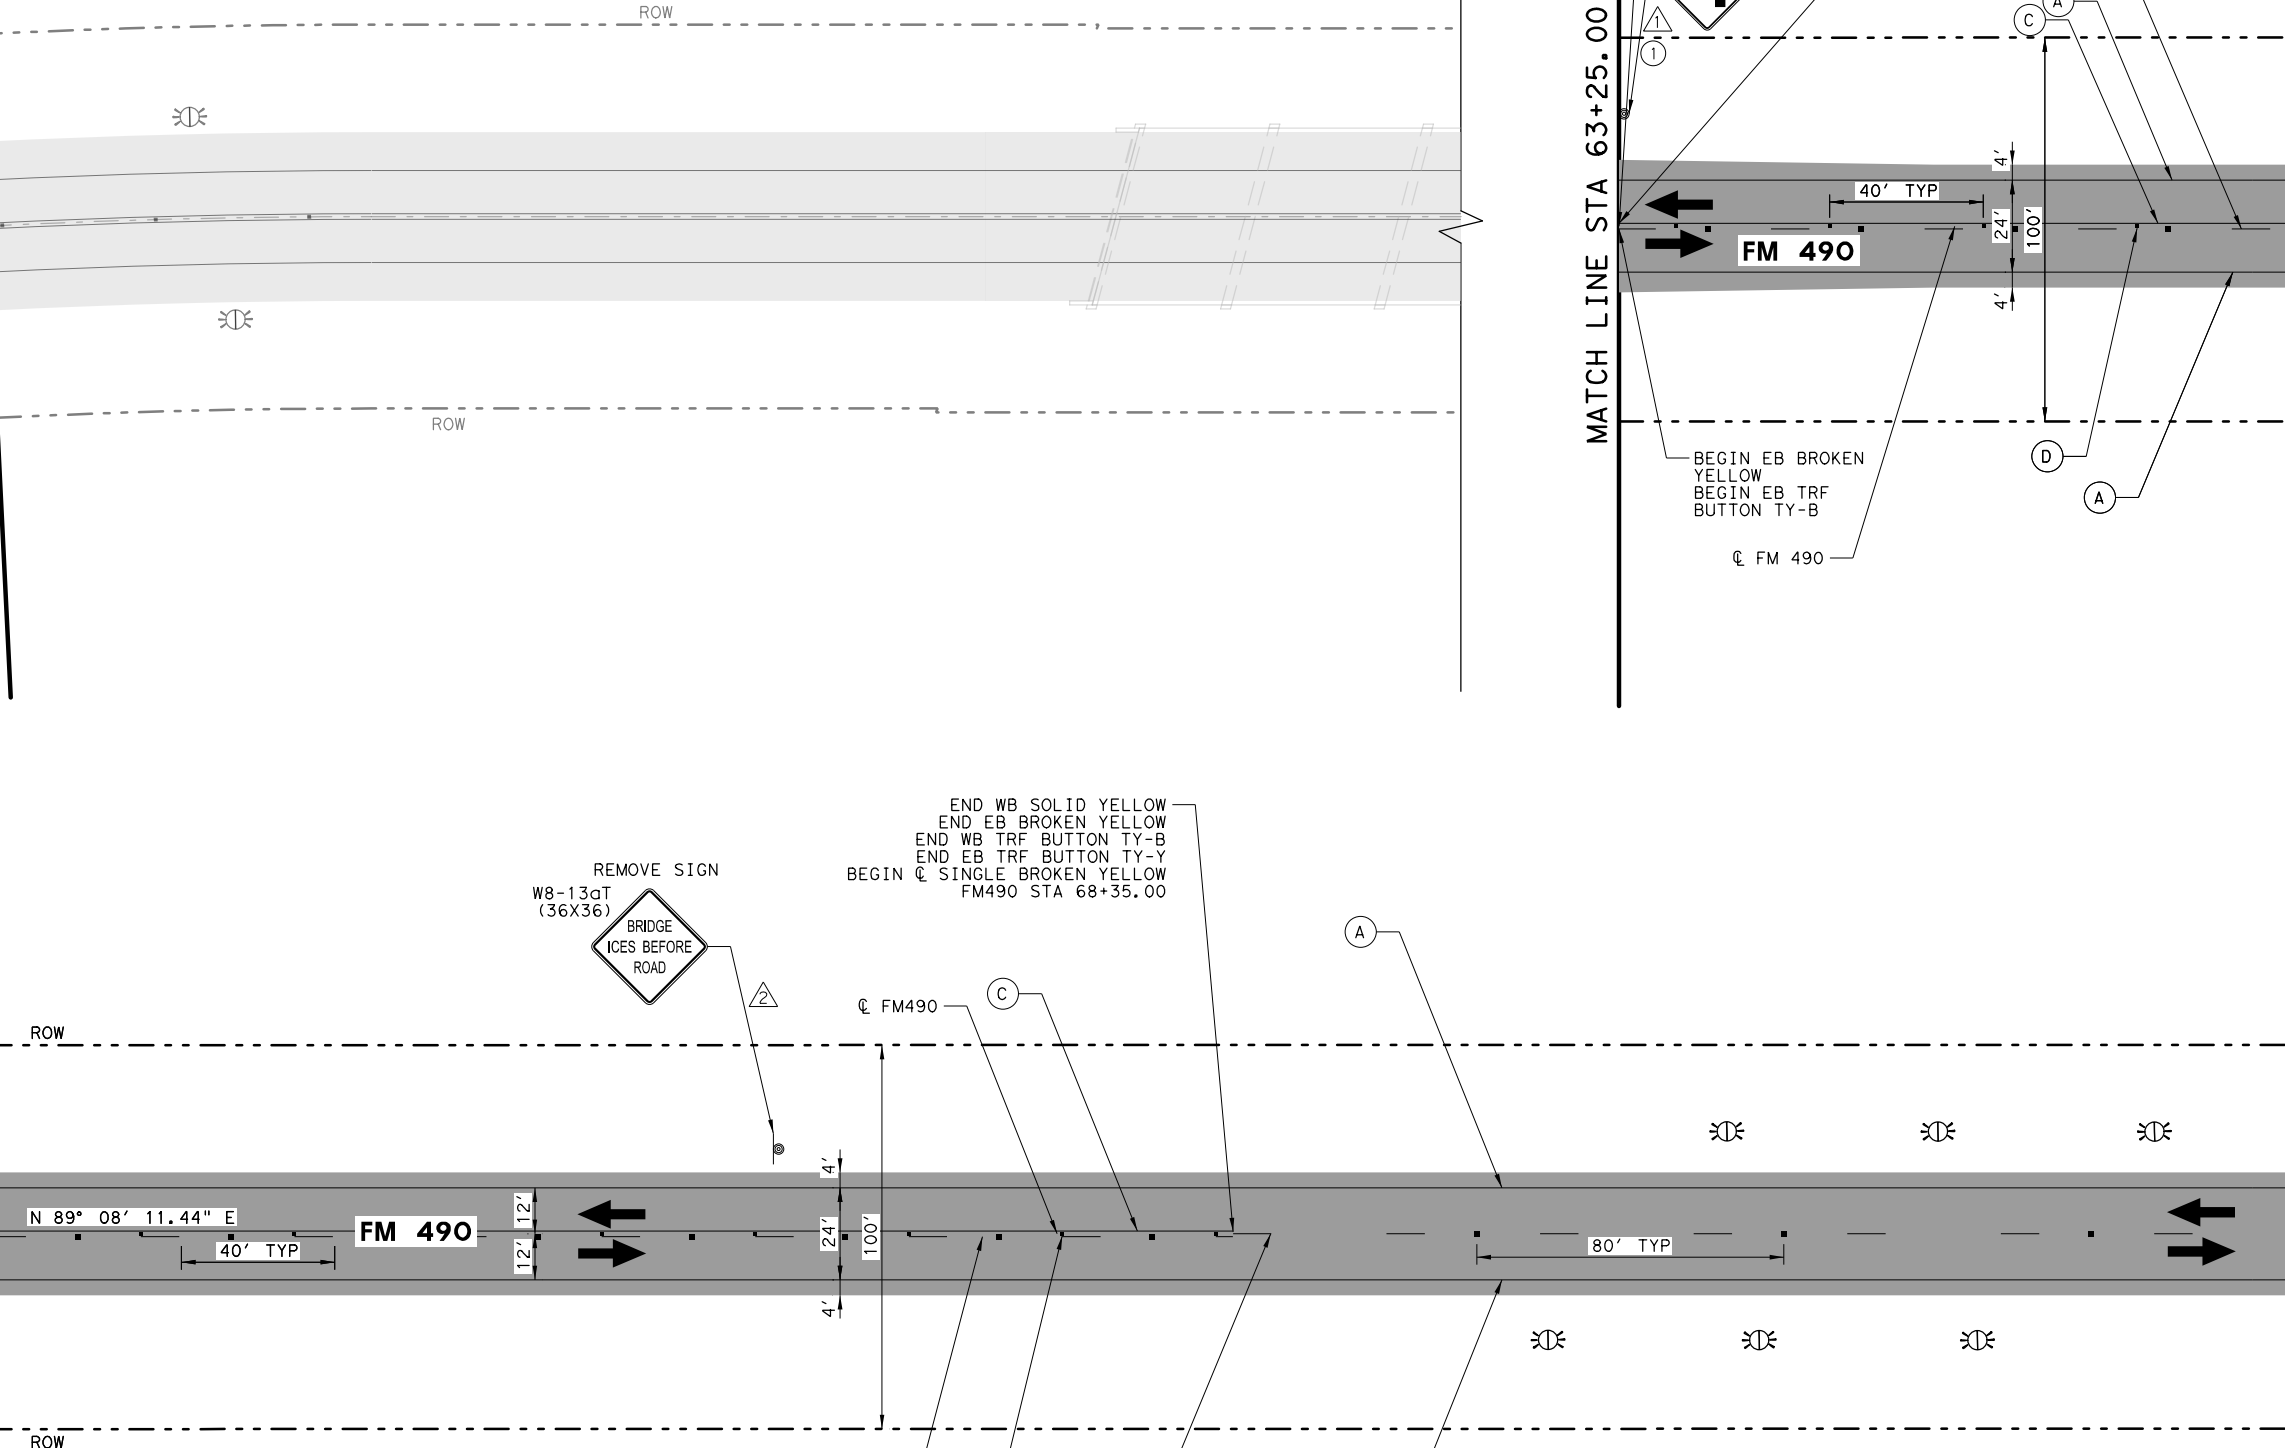 ROW
ROW
MATCH LINE STA 63+25.00
1
1
C
A
4'
40' TYP
24'
100'
FM 490
4'
BEGIN EB BROKEN
YELLOW
BEGIN EB TRF
BUTTON TY-B
℄ FM 490
D
A
END WB SOLID YELLOW
END EB BROKEN YELLOW
END WB TRF BUTTON TY-B
END EB TRF BUTTON TY-Y
BEGIN ℄ SINGLE BROKEN YELLOW
FM490 STA 68+35.00
REMOVE SIGN
W8-13aT
(36X36)
BRIDGE
ICES BEFORE
ROAD
2
℄ FM490
C
A
ROW
4'
N 89° 08' 11.44" E
40' TYP
FM 490
12'
12'
24'
100'
80' TYP
4'
ROW